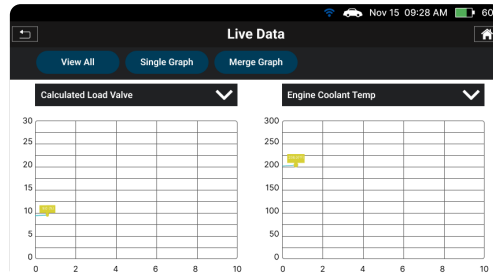 Nov 15 09:28 AM 60
Live Data
View All Single Graph Merge Graph
Calculated Load Valve Engine Coolant Temp
30 300
25 250
20 200
15 150
10 100
5 50
0 0
0 2 4 6 8 10 0 2 4 6 8 10